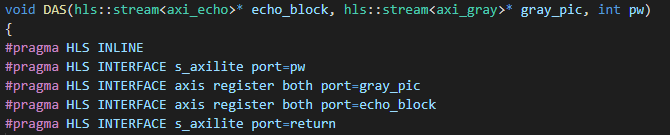 void DAS(hls::stream<axi_echo>* echo_block, hls::stream<axi_gray>* gray_pic, int pw)
{
#pragma HLS INLINE
#pragma HLS INTERFACE s_axilite port=pw
#pragma HLS INTERFACE axis register both port=gray_pic
#pragma HLS INTERFACE axis register both port=echo_block
#pragma HLS INTERFACE s_axilite port=return